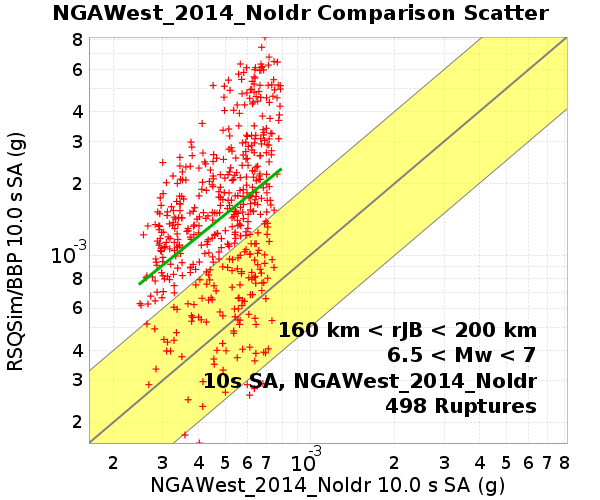 NGAWest_2014_NoIdr Comparison Scatter
RSQSim/BBP 10.0 s SA (g)
8
6
4
3
2
10-3
8
6
4
3
2
160 km < rJB < 200 km
6.5 < Mw < 7
10s SA, NGAWest_2014_NoIdr
498 Ruptures
2 3 4 5 6 7 10-3 2 3 4 5 6 7 8
NGAWest_2014_NoIdr 10.0 s SA (g)